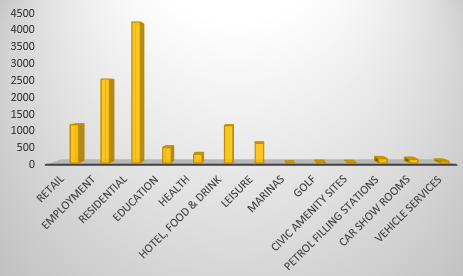 4500
4000
3500
3000
2500
2000
1500
1000
500
0
RETAIL
EMPLOYMENT
RESIDENTIAL
EDUCATION
HEALTH
HOTEL, FOOD & DRINK
LEISURE
MARINAS
GOLF
CIVIC AMENITY SITES
PETROL FILLING STATIONS
CAR SHOW ROOMS
VEHICLE SERVICES